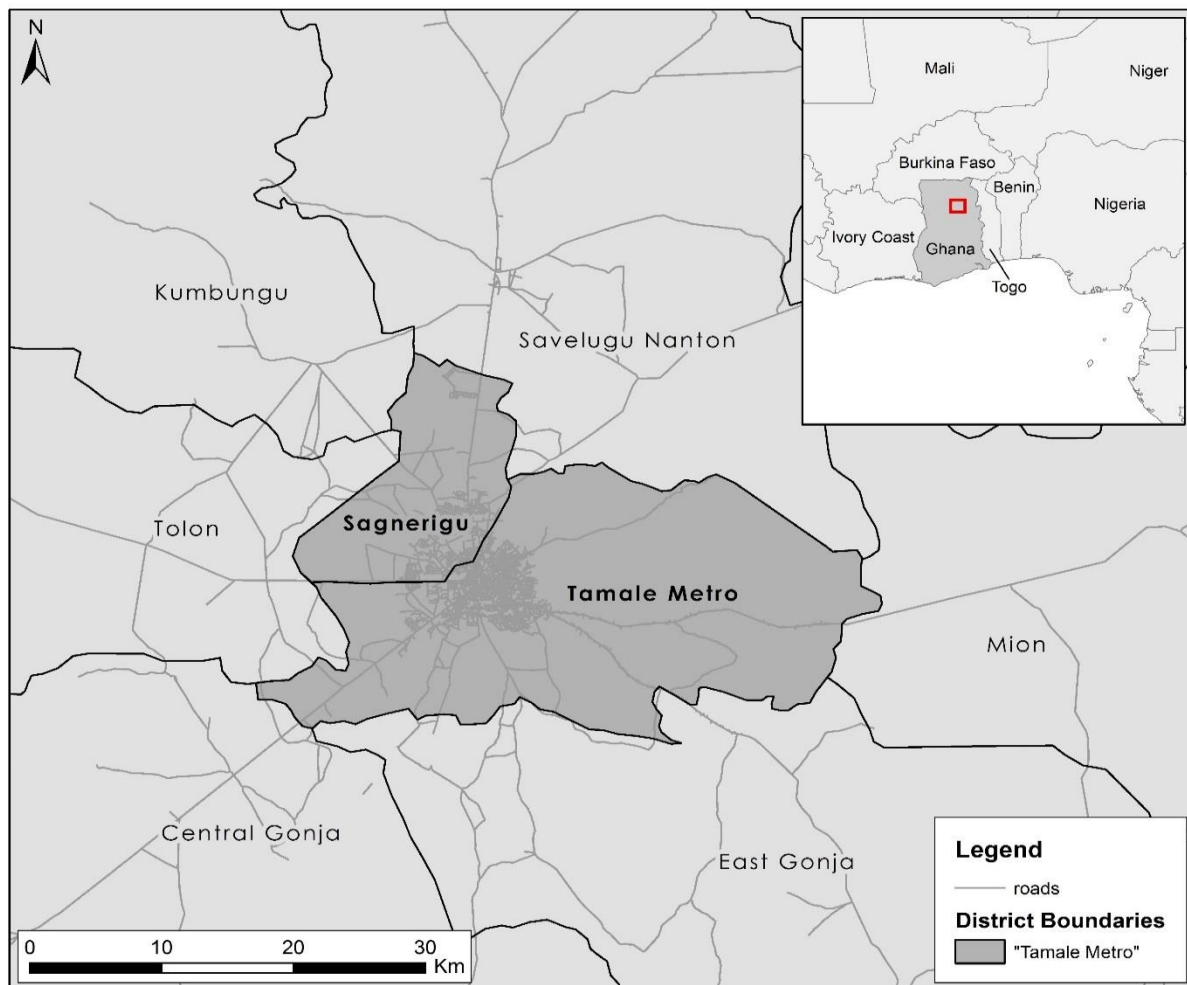 N
Mali
Niger
Burkina Faso
Benin
Nigeria
Ivory Coast
Ghana
Togo
Kumbungu
Savelugu Nanton
Tolon
Sagnerigu
Tamale Metro
Mion
Central Gonja
East Gonja
Legend
roads
District Boundaries
"Tamale Metro"
0 10 20 30
Km